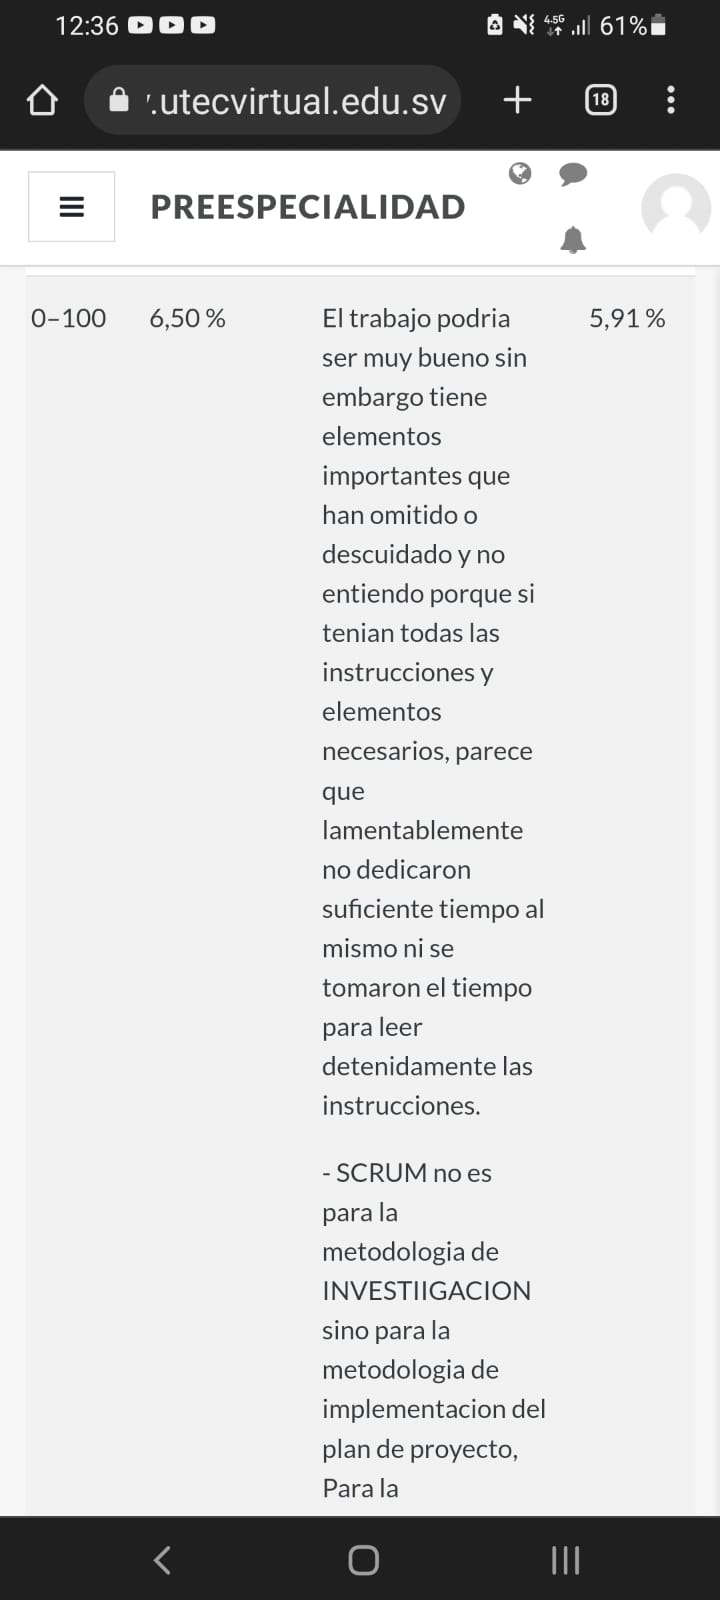 12:36
4.5G
61%
.utecvirtual.edu.sv
18
PREESPECIALIDAD
0–100 6,50 % El trabajo podria 5,91 %
ser muy bueno sin
embargo tiene
elementos
importantes que
han omitido o
descuidado y no
entiendo porque si
tenian todas las
instrucciones y
elementos
necesarios, parece
que
lamentablemente
no dedicaron
suficiente tiempo al
mismo ni se
tomaron el tiempo
para leer
detenidamente las
instrucciones.
- SCRUM no es
para la
metodologia de
INVESTIIGACION
sino para la
metodologia de
implementacion del
plan de proyecto,
Para la